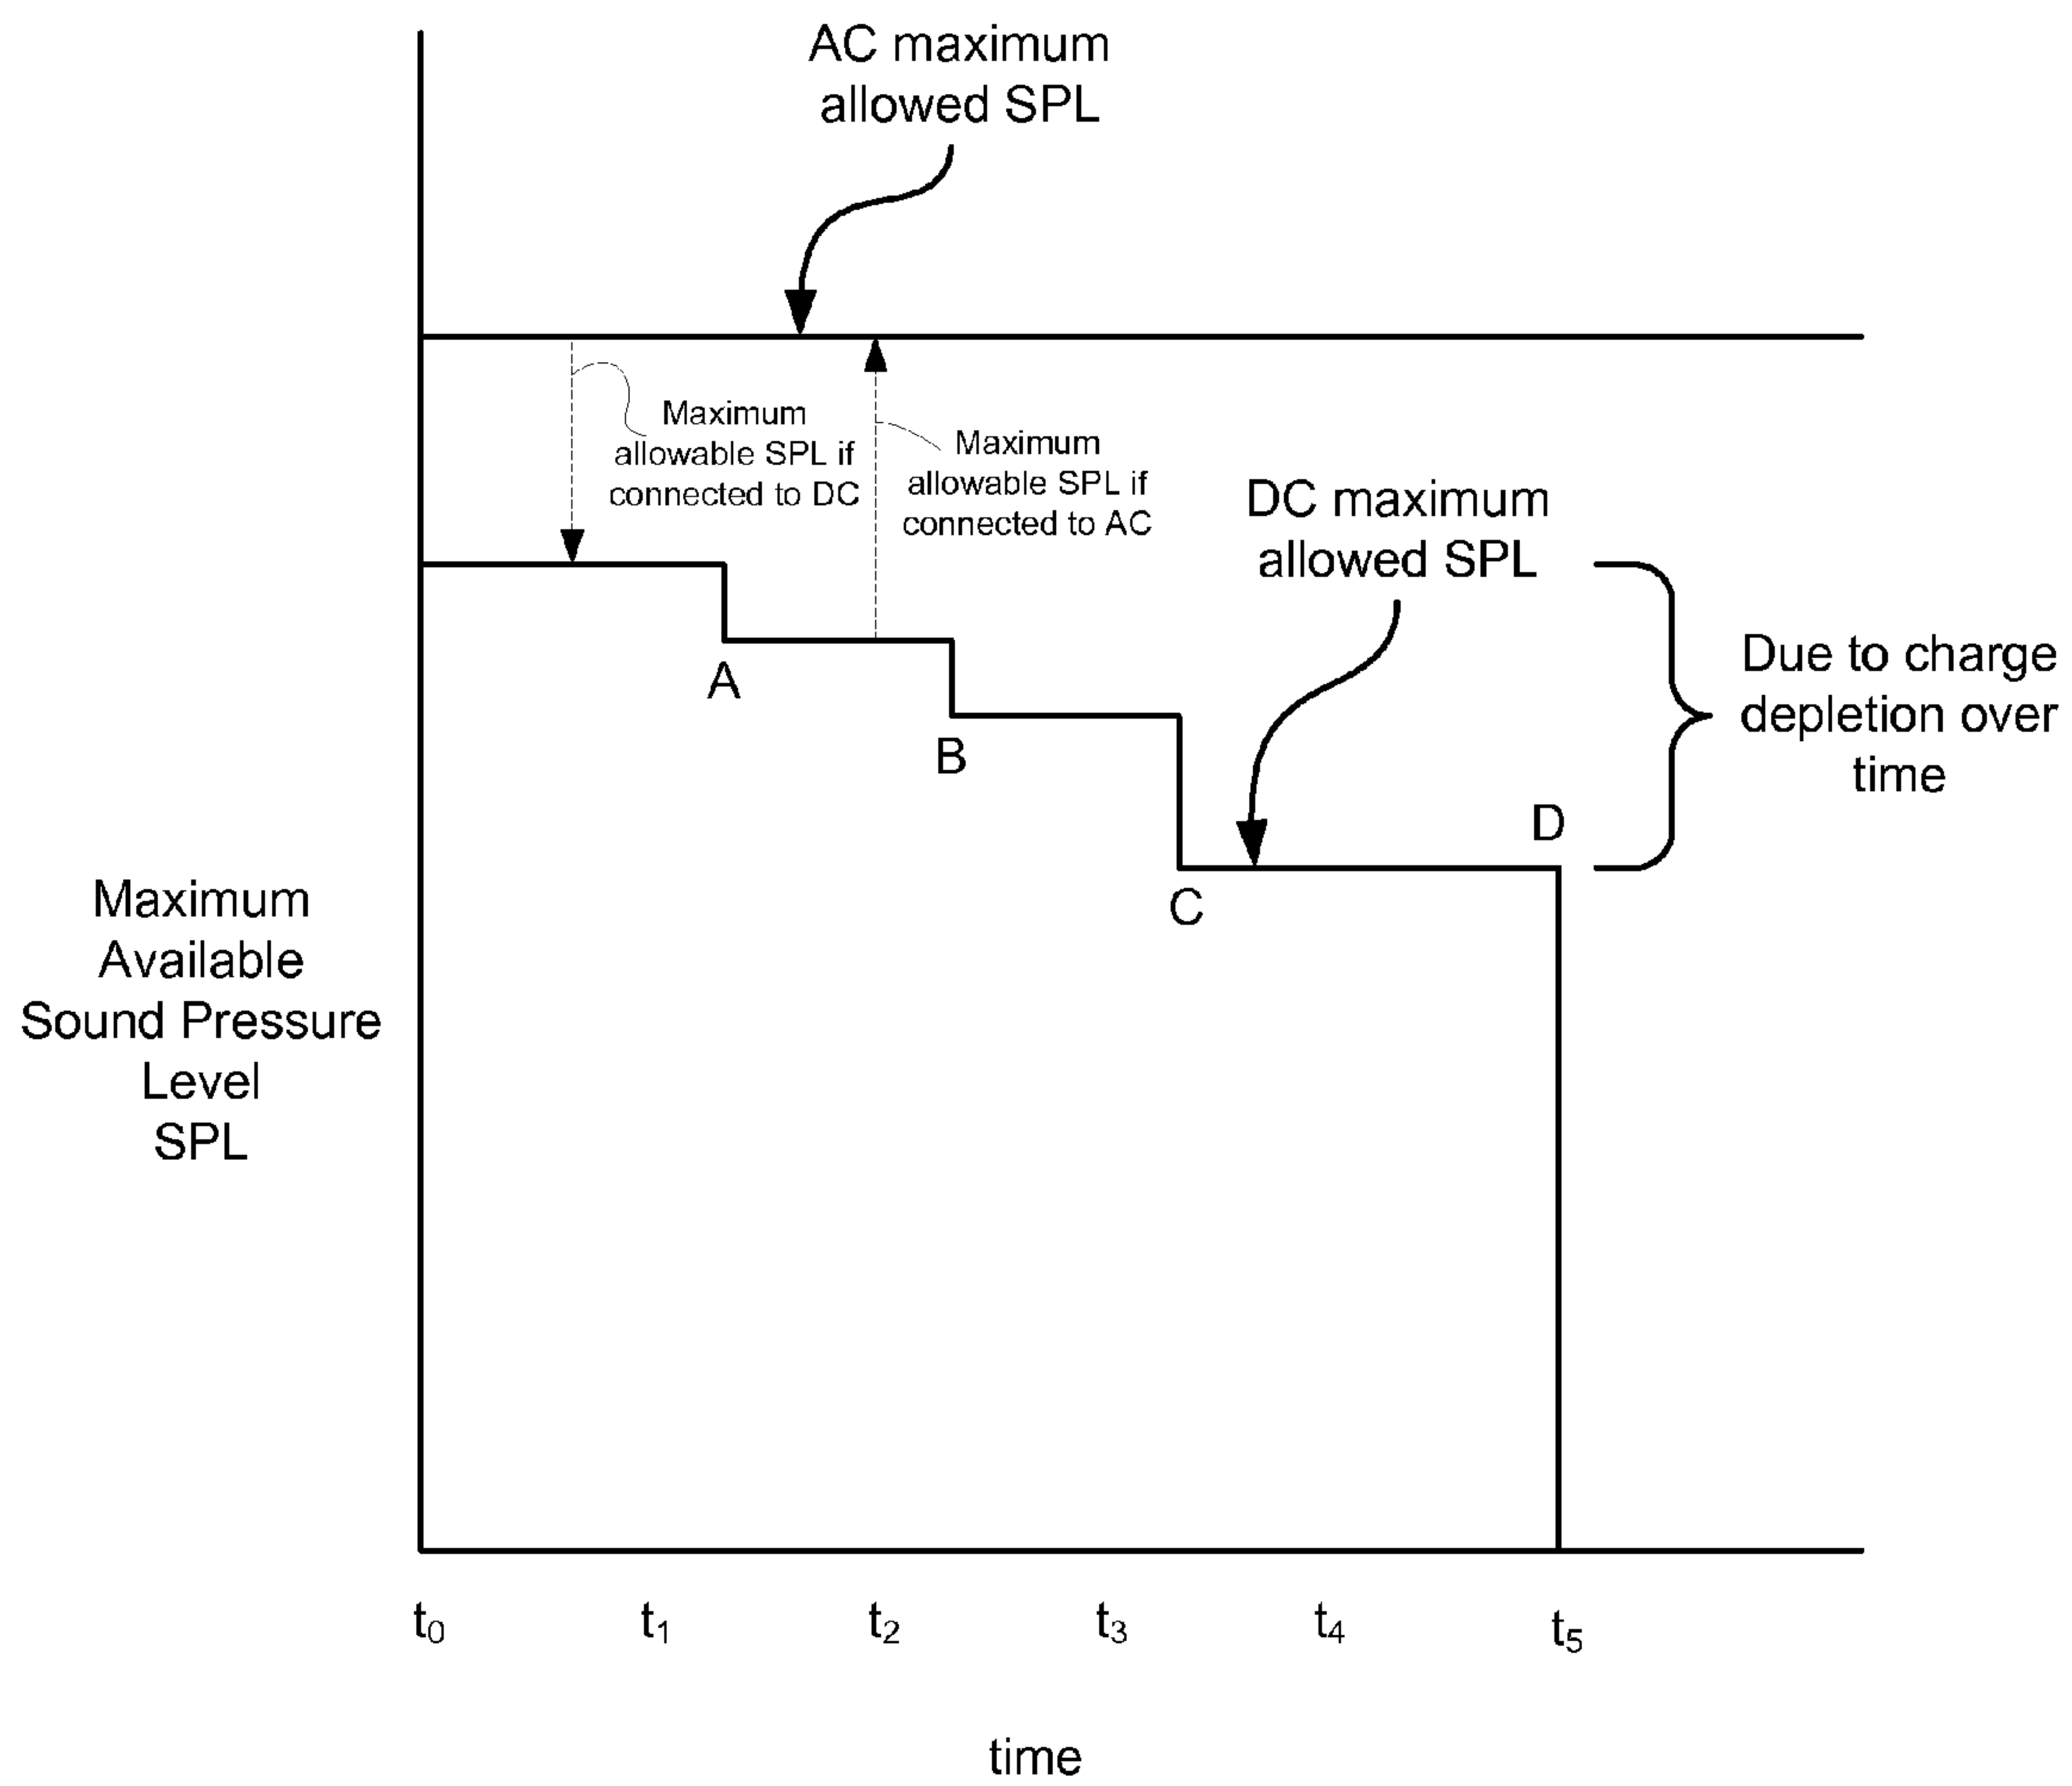 AC maximum
allowed SPL
Maximum
allowable SPL if
connected to DC
Maximum
allowable SPL if
connected to AC
DC maximum
allowed SPL
Due to charge
depletion over
time
A
B
C
D
Maximum
Available
Sound Pressure
Level
SPL
t0 t1 t2 t3 t4 t5
time